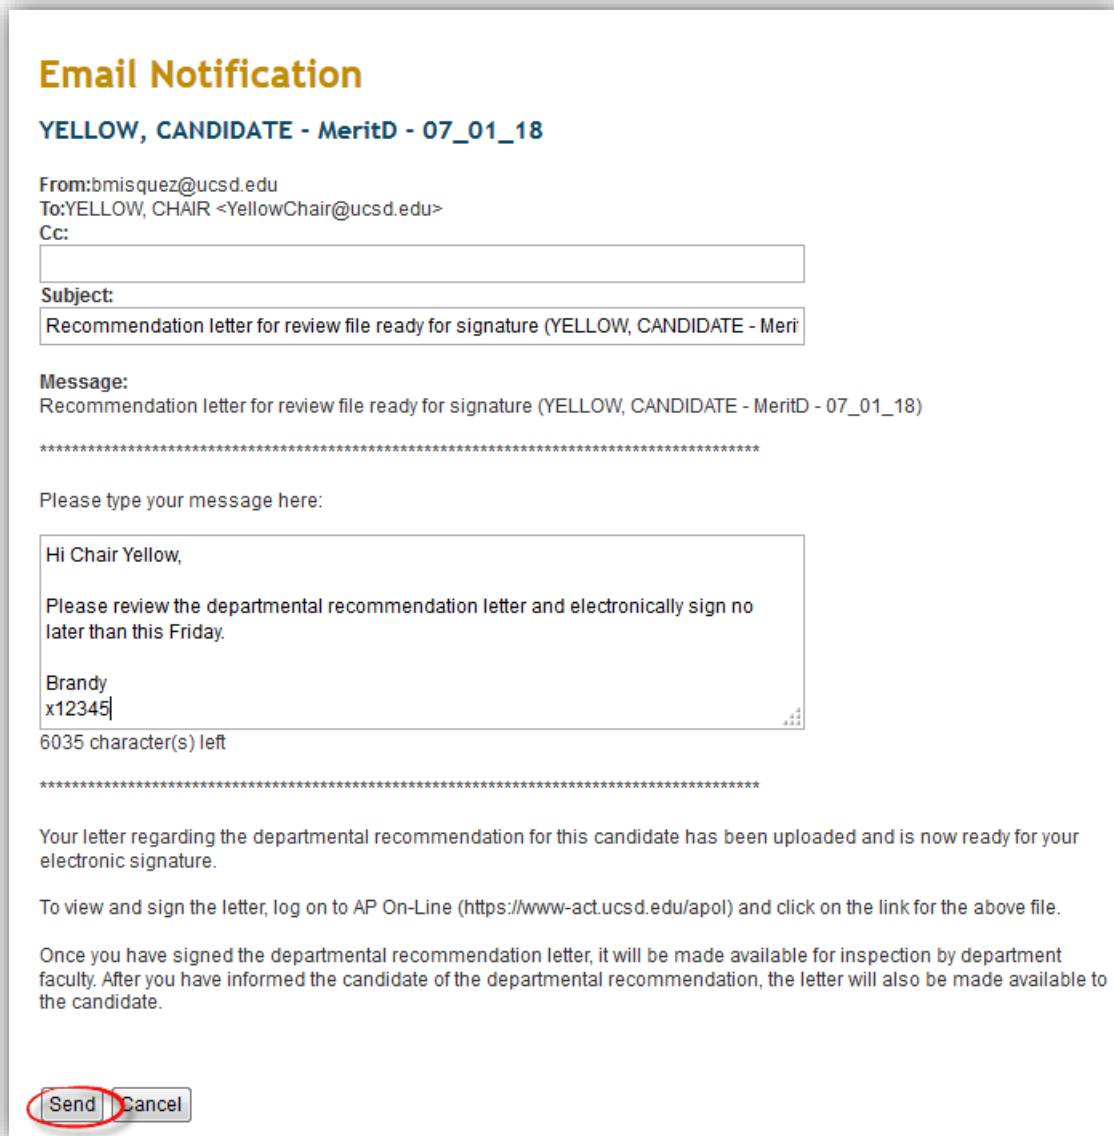 Email Notification
YELLOW, CANDIDATE - MeritD - 07_01_18
From:bmisquez@ucsd.edu
To:YELLOW, CHAIR <YellowChair@ucsd.edu>
Cc:
Subject:
Recommendation letter for review file ready for signature (YELLOW, CANDIDATE - Meri
Message:
Recommendation letter for review file ready for signature (YELLOW, CANDIDATE - MeritD - 07_01_18)
******************************************************************************************
Please type your message here:
Hi Chair Yellow,
Please review the departmental recommendation letter and electronically sign no
later than this Friday.
Brandy
x12345
6035 character(s) left
******************************************************************************************
Your letter regarding the departmental recommendation for this candidate has been uploaded and is now ready for your
electronic signature.
To view and sign the letter, log on to AP On-Line (https://www-act.ucsd.edu/apol) and click on the link for the above file.
Once you have signed the departmental recommendation letter, it will be made available for inspection by department
faculty. After you have informed the candidate of the departmental recommendation, the letter will also be made available to
the candidate.
Send Cancel